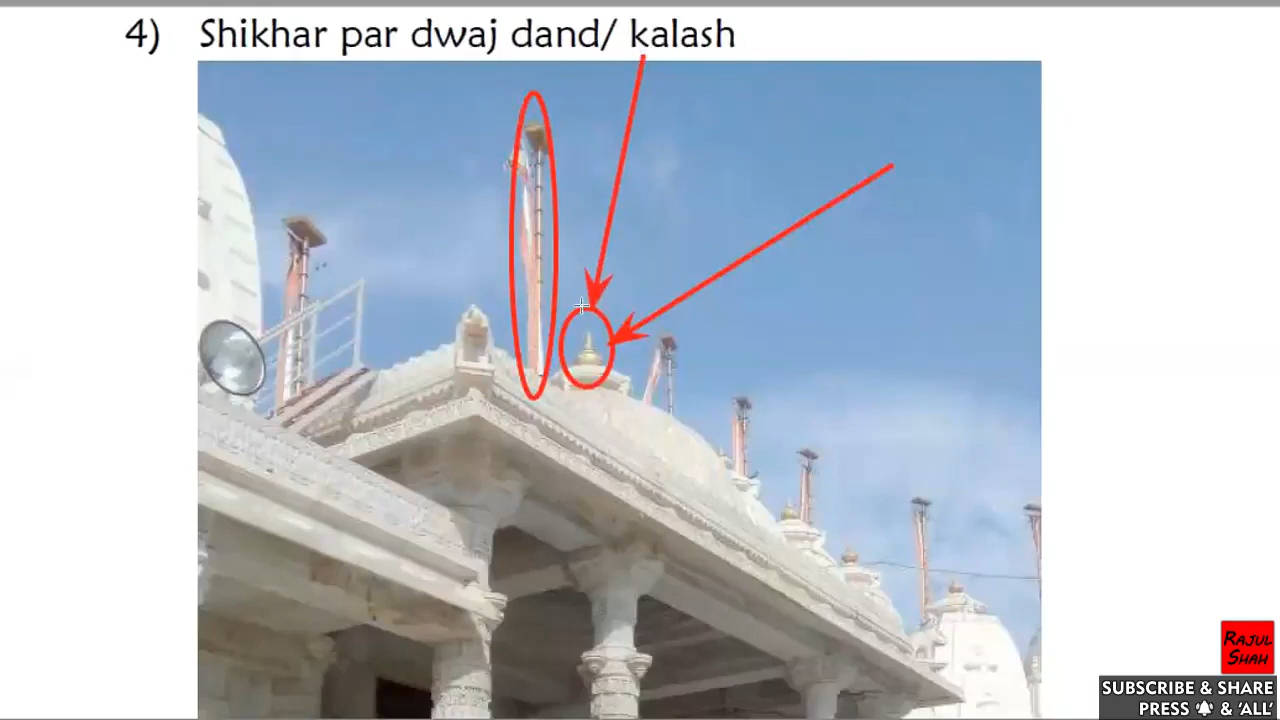 4) Shikhar par dwaj dand/ kalash
RAJUL
SHAH
SUBSCRIBE & SHARE
PRESS 🔔 & 'ALL'